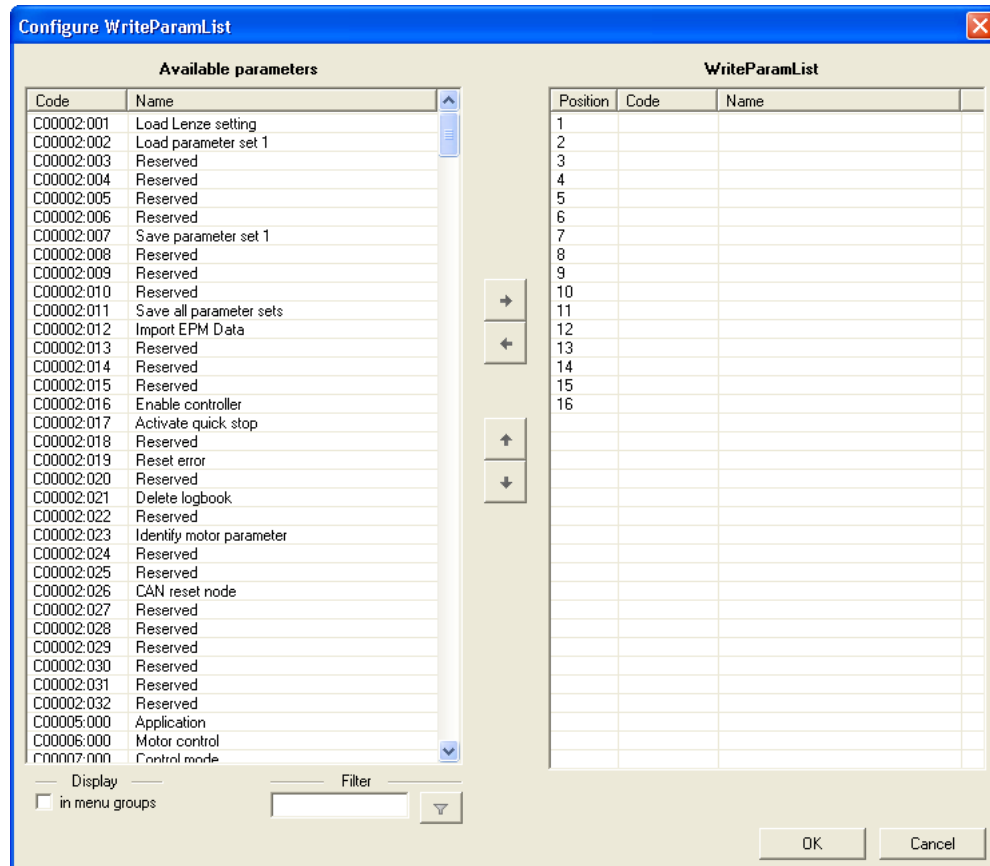 Configure WriteParamList
Available parameters
Code Name
C00002:001 Load Lenze setting
C00002:002 Load parameter set 1
C00002:003 Reserved
C00002:004 Reserved
C00002:005 Reserved
C00002:006 Reserved
C00002:007 Save parameter set 1
C00002:008 Reserved
C00002:009 Reserved
C00002:010 Reserved
C00002:011 Save all parameter sets
C00002:012 Import EPM Data
C00002:013 Reserved
C00002:014 Reserved
C00002:015 Reserved
C00002:016 Enable controller
C00002:017 Activate quick stop
C00002:018 Reserved
C00002:019 Reset error
C00002:020 Reserved
C00002:021 Delete logbook
C00002:022 Reserved
C00002:023 Identify motor parameter
C00002:024 Reserved
C00002:025 Reserved
C00002:026 CAN reset node
C00002:027 Reserved
C00002:028 Reserved
C00002:029 Reserved
C00002:030 Reserved
C00002:031 Reserved
C00002:032 Reserved
C00005:000 Application
C00006:000 Motor control
C00007:000 Control mode
Display
in menu groups
Filter
WriteParamList
Position Code Name
1
2
3
4
5
6
7
8
9
10
11
12
13
14
15
16
OK Cancel